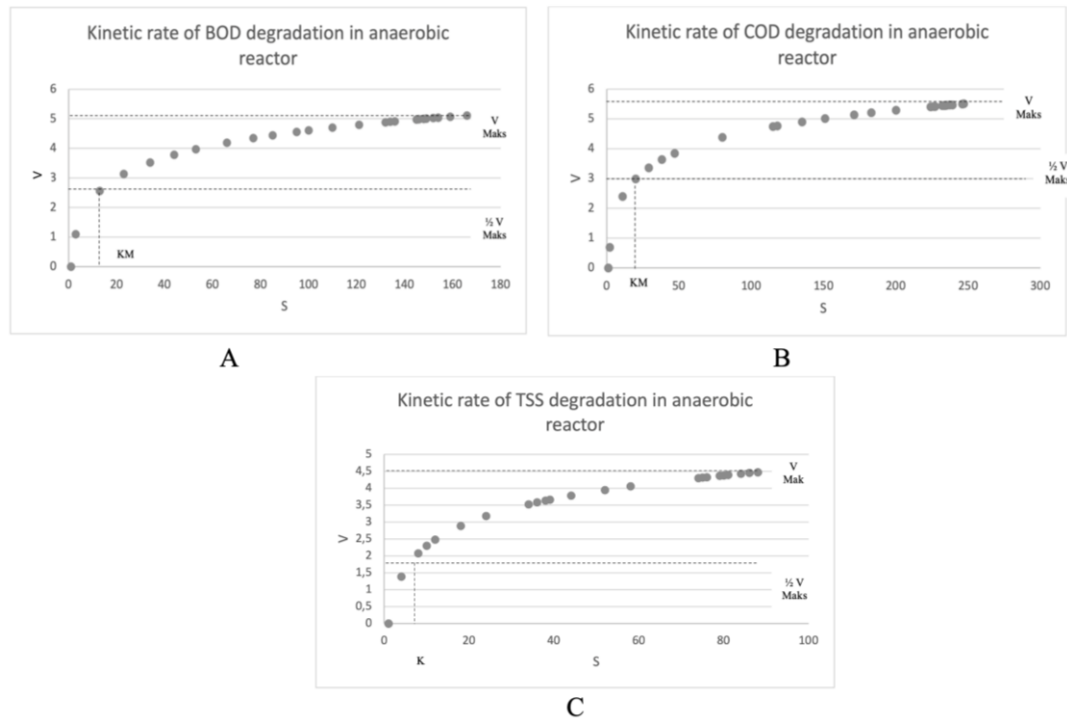 Kinetic rate of BOD degradation in anaerobic
reactor
6
5
4
3
2
1
0
V
0 20 40 60 80 100 120 140 160 180
S
V
Maks
½ V
Maks
KM
A
Kinetic rate of COD degradation in anaerobic
reactor
6
5
4
3
2
1
0
V
0 50 100 150 200 250 300
S
V
Maks
½ V
Maks
KM
B
Kinetic rate of TSS degradation in anaerobic
reactor
5
4,5
4
3,5
3
2,5
2
1,5
1
0,5
0
V
0 20 40 60 80 100
K
S
V
Mak
½ V
Maks
C